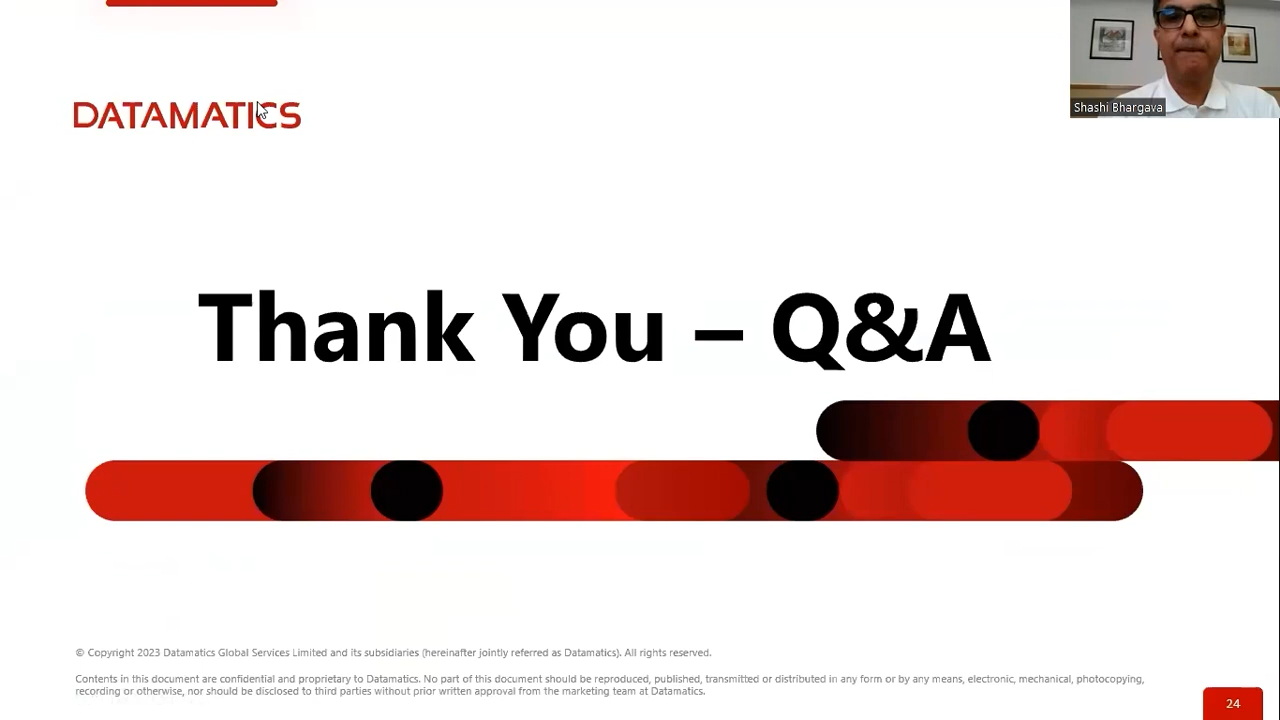 DATAMATICS
Shashi Bhargava
Thank You – Q&A
© Copyright 2023 Datamatics Global Services Limited and its subsidiaries (hereinafter jointly referred as Datamatics). All rights reserved.
Contents in this document are confidential and proprietary to Datamatics. No part of this document should be reproduced, published, transmitted or distributed in any form or by any means, electronic, mechanical, photocopying,
recording or otherwise, nor should be disclosed to third parties without prior written approval from the marketing team at Datamatics.
24